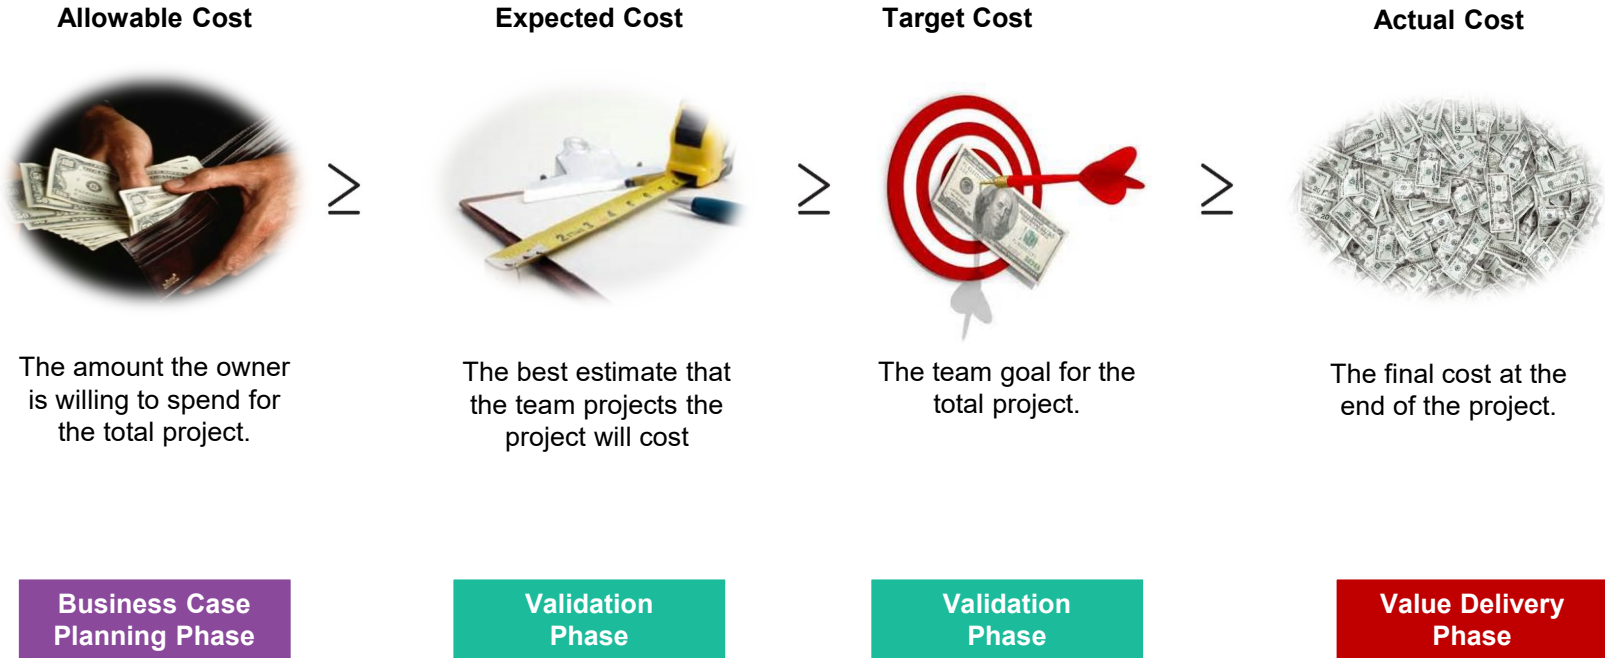 Allowable Cost
Expected Cost
Target Cost
Actual Cost
≥
≥
≥
The amount the owner
is willing to spend for
the total project.
The best estimate that
the team projects the
project will cost
The team goal for the
total project.
The final cost at the
end of the project.
Business Case
Planning Phase
Validation
Phase
Validation
Phase
Value Delivery
Phase